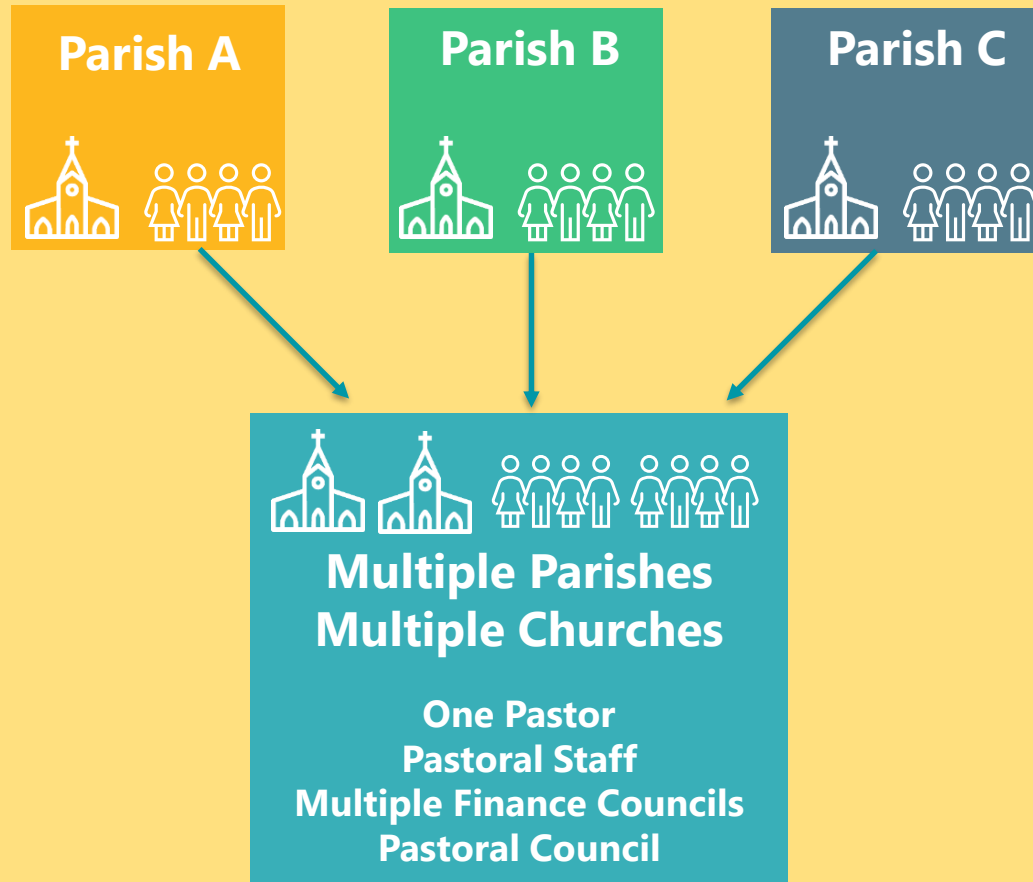 Parish A
Parish B
Parish C
Multiple Parishes
Multiple Churches
One Pastor
Pastoral Staff
Multiple Finance Councils
Pastoral Council